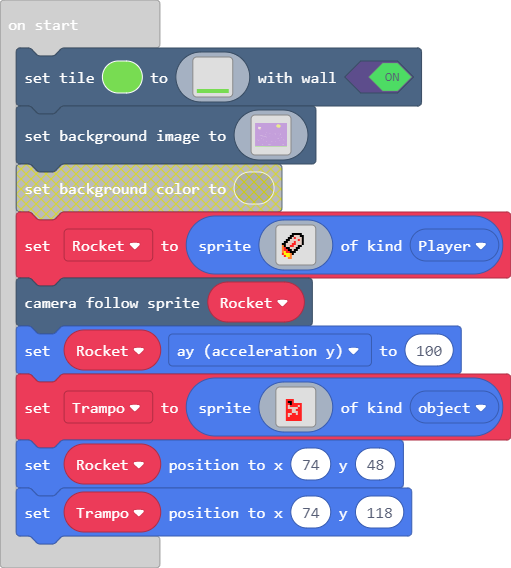 on start
set tile to with wall ON
set background image to
set background color to
set Rocket to sprite of kind Player
camera follow sprite Rocket
set Rocket ay (acceleration y) to 100
set Trampo to sprite of kind object
set Rocket position to x 74 y 48
set Trampo position to x 74 y 118